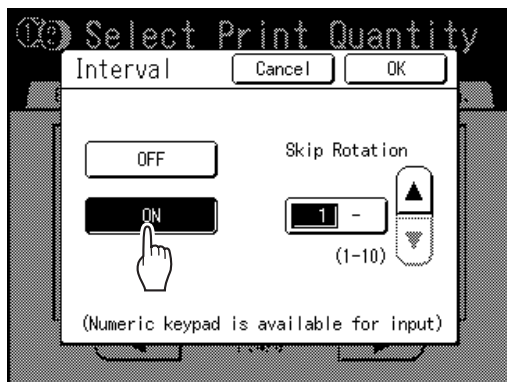 Select Print Quantity
Interval
Cancel
OK
OFF
Skip Rotation
ON
1 -
(1-10)
(Numeric keypad is available for input)